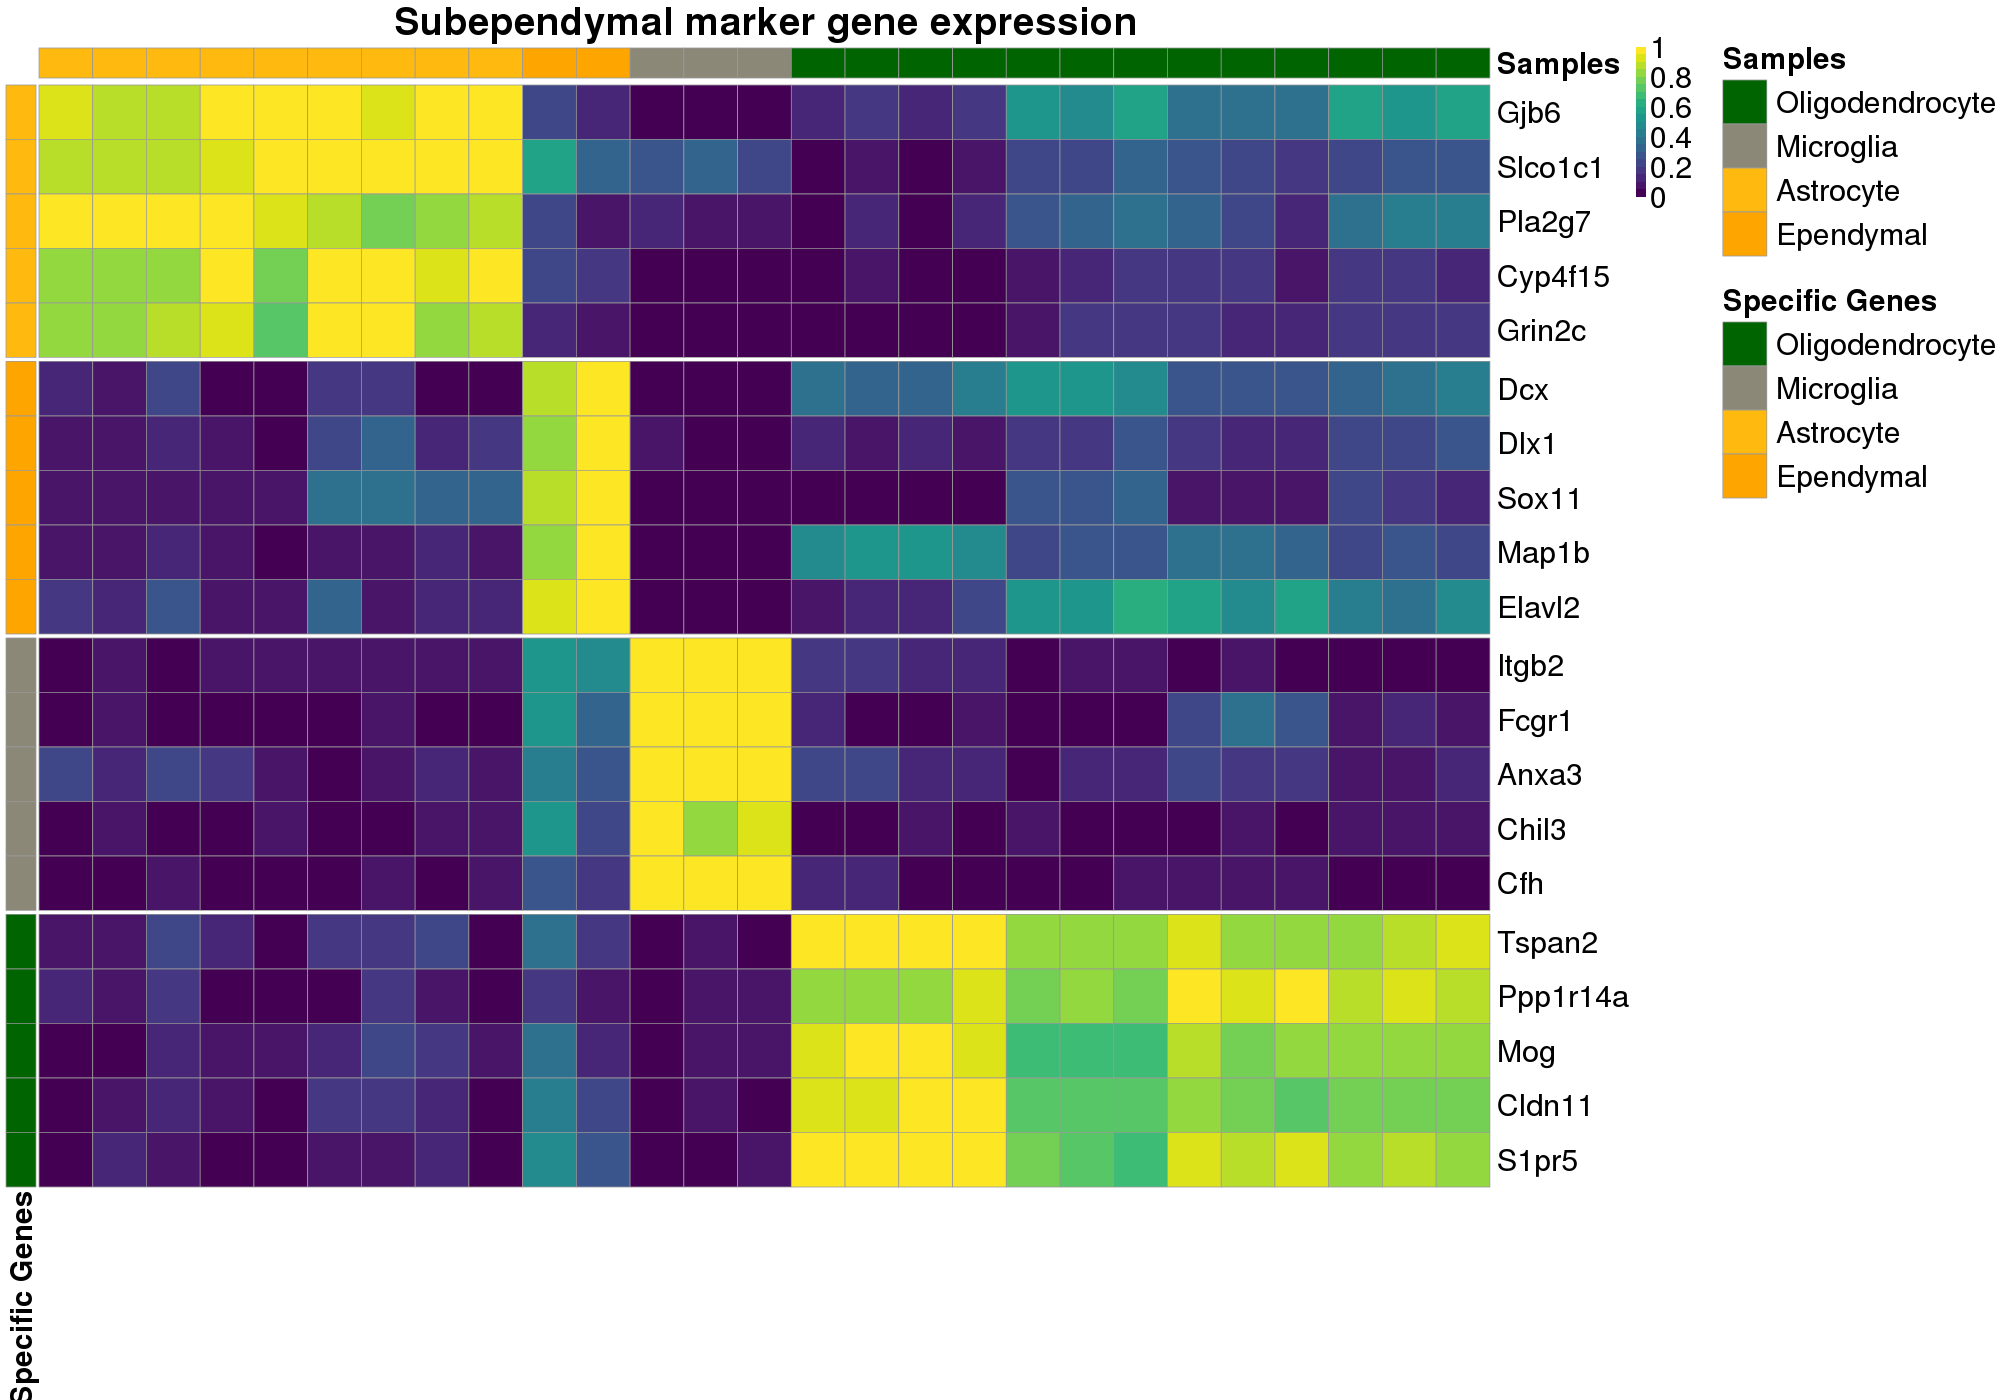 Subependymal marker gene expression
Samples
Gjb6
Slco1c1
Pla2g7
Cyp4f15
Grin2c
Dcx
Dlx1
Sox11
Map1b
Elavl2
Itgb2
Fcgr1
Anxa3
Chil3
Cfh
Tspan2
Ppp1r14a
Mog
Cldn11
S1pr5
Specific Genes
1
0.8
0.6
0.4
0.2
0
Samples
Oligodendrocyte
Microglia
Astrocyte
Ependymal
Specific Genes
Oligodendrocyte
Microglia
Astrocyte
Ependymal